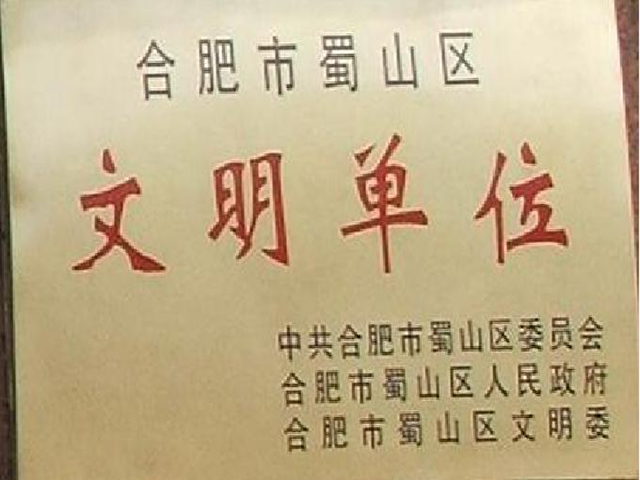 合肥市蜀山区
文明单位
中共合肥市蜀山区委员会
合肥市蜀山区人民政府
合肥市蜀山区文明委